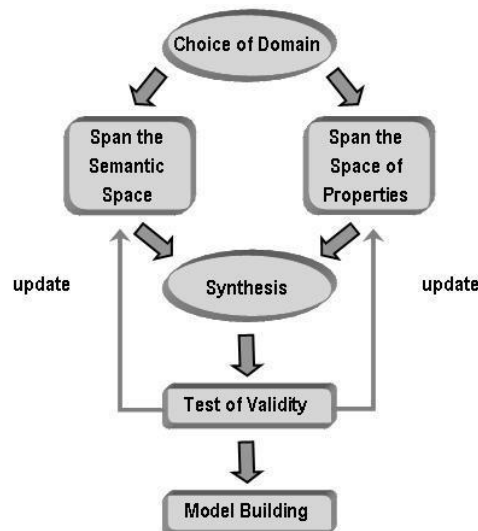 Choice of Domain
Span the
Semantic
Space
Span the
Space of
Properties
update
Synthesis
update
Test of Validity
Model Building